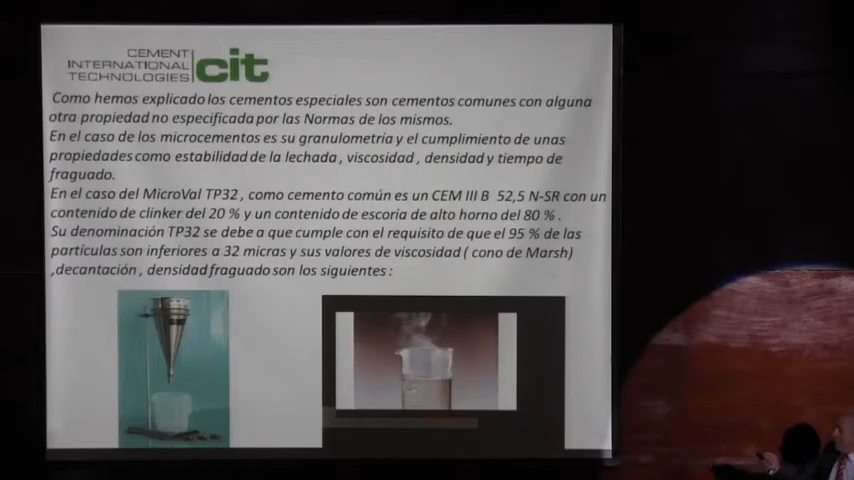 CEMENT
INTERNATIONAL
TECHNOLOGIES
cit
Como hemos explicado los cementos especiales son cementos comunes con alguna
otra propiedad no especificada por las Normas de los mismos.
En el caso de los microcementos es su granulometría y el cumplimiento de unas
propiedades como estabilidad de la lechada , viscosidad , densidad y tiempo de
fraguado.
En el caso del MicroVal TP32 , como cemento común es un CEM III B 52,5 N-SR con un
contenido de clinker del 20 % y un contenido de escoria de alto horno del 80 % .
Su denominación TP32 se debe a que cumple con el requisito de que el 95 % de las
partículas son inferiores a 32 micras y sus valores de viscosidad ( cono de Marsh)
,decantación , densidad fraguado son los siguientes :